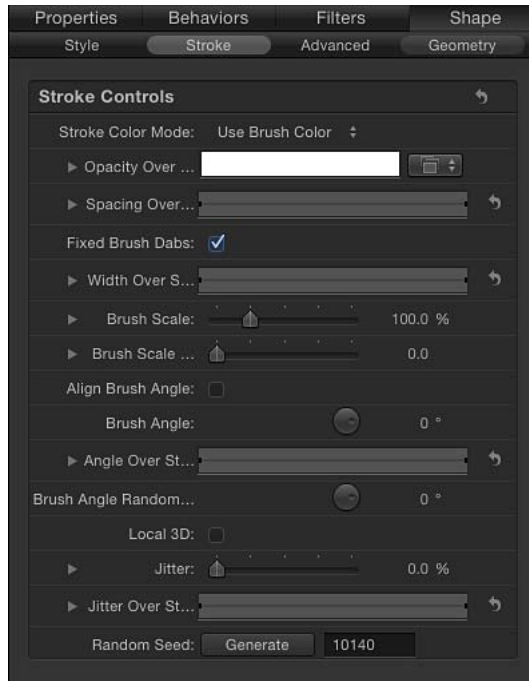 Properties Behaviors Filters Shape
Style Stroke Advanced Geometry
Stroke Controls
Stroke Color Mode: Use Brush Color
Opacity Over ...
Spacing Over...
Fixed Brush Dabs:
Width Over S...
Brush Scale: 100.0 %
Brush Scale ... 0.0
Align Brush Angle:
Brush Angle: 0 °
Angle Over St...
Brush Angle Random... 0 °
Local 3D:
Jitter: 0.0 %
Jitter Over St...
Random Seed: Generate 10140